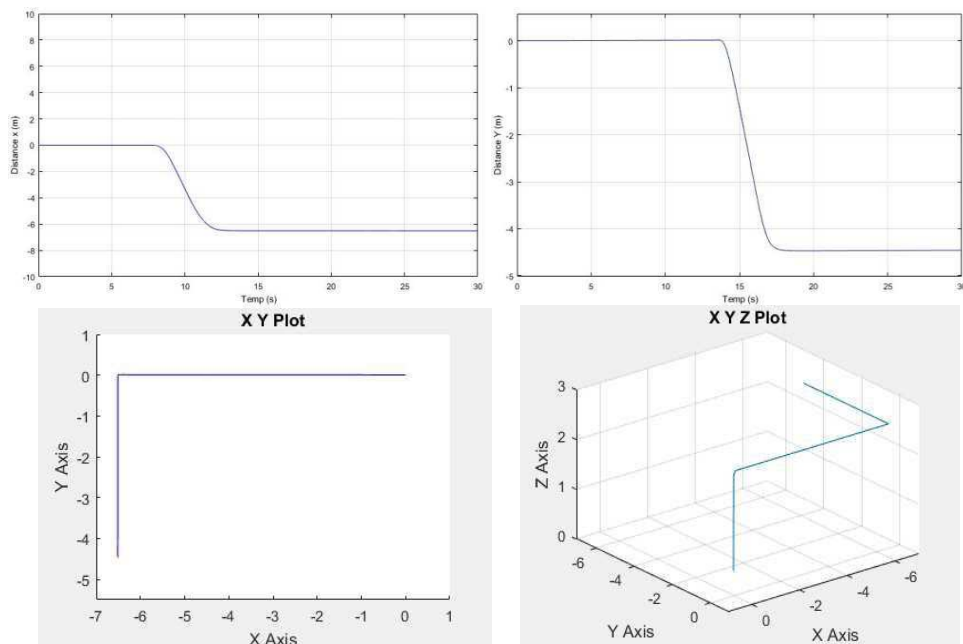 10
8
6
4
2
0
-2
-4
-6
-8
-10
Distance x (m)
0 5 10 15 20 25 30
Temp (s)
0
-1
-2
-3
-4
-5
Distance Y (m)
0 5 10 15 20 25 30
Temp (s)
X Y Plot
1
0
-1
-2
-3
-4
-5
Y Axis
-7 -6 -5 -4 -3 -2 -1 0 1
X Axis
X Y Z Plot
3
2
1
0
Z Axis
-6 -4 -2 0
Y Axis
0 -2 -4 -6
X Axis